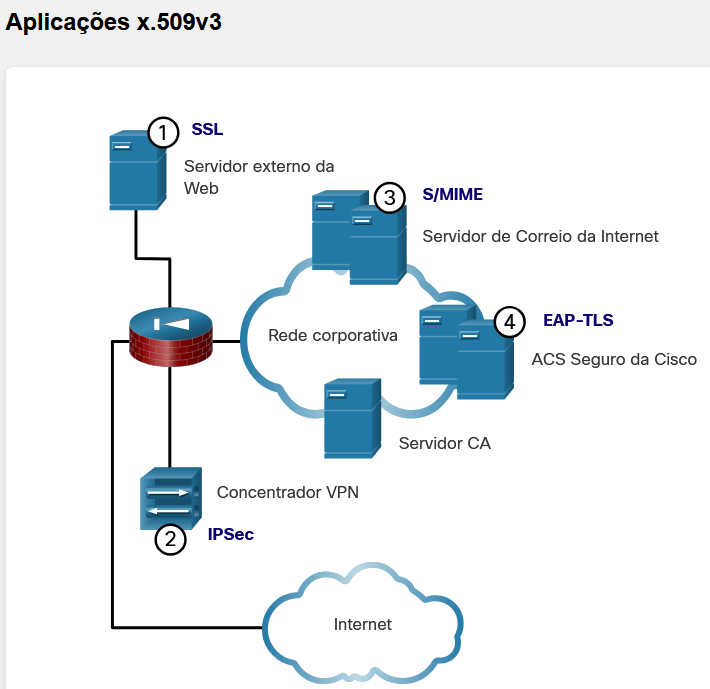 Aplicações x.509v3
1
SSL
Servidor externo da
Web
3
S/MIME
Servidor de Correio da Internet
4
EAP-TLS
Rede corporativa
ACS Seguro da Cisco
Servidor CA
Concentrador VPN
2
IPSec
Internet